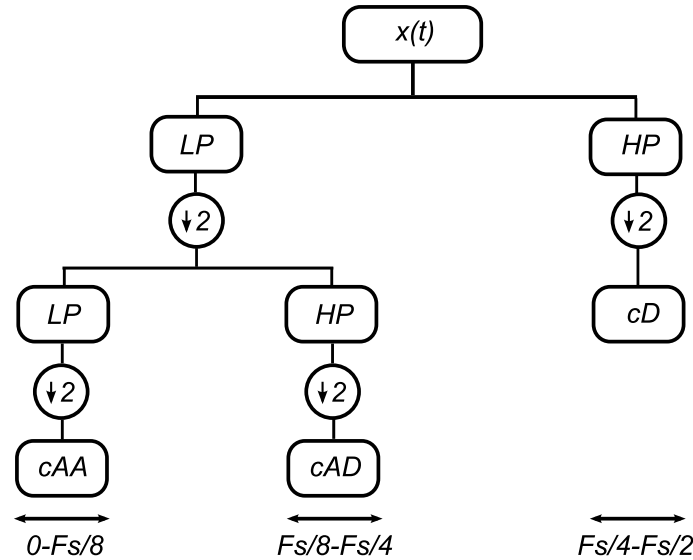 x(t)
LP
HP
↓2
↓2
LP
HP
cD
↓2
↓2
cAA
cAD
0-Fs/8
Fs/8-Fs/4
Fs/4-Fs/2